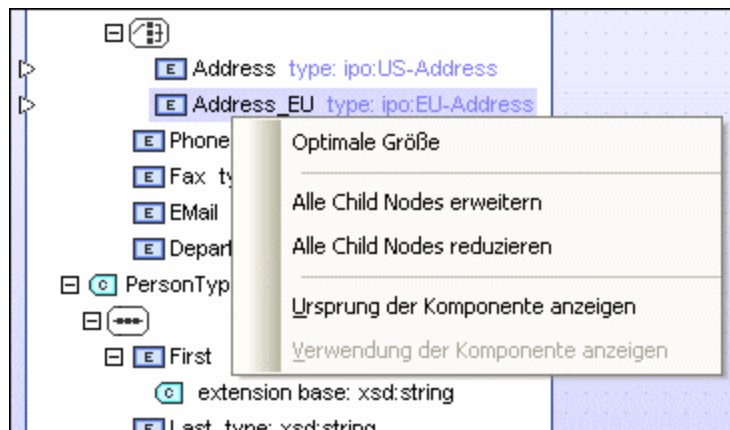 E Address type: ipo:US-Address
E Address_EU type: ipo:EU-Address
E Phone
Optimale Größe
E Fax
Alle Child Nodes erweitern
E EMail
Alle Child Nodes reduzieren
E
C PersonTyp
Ursprung der Komponente anzeigen
E First
Verwendung der Komponente anzeigen
C extension base: xsd:string
E Last type: xsd:string